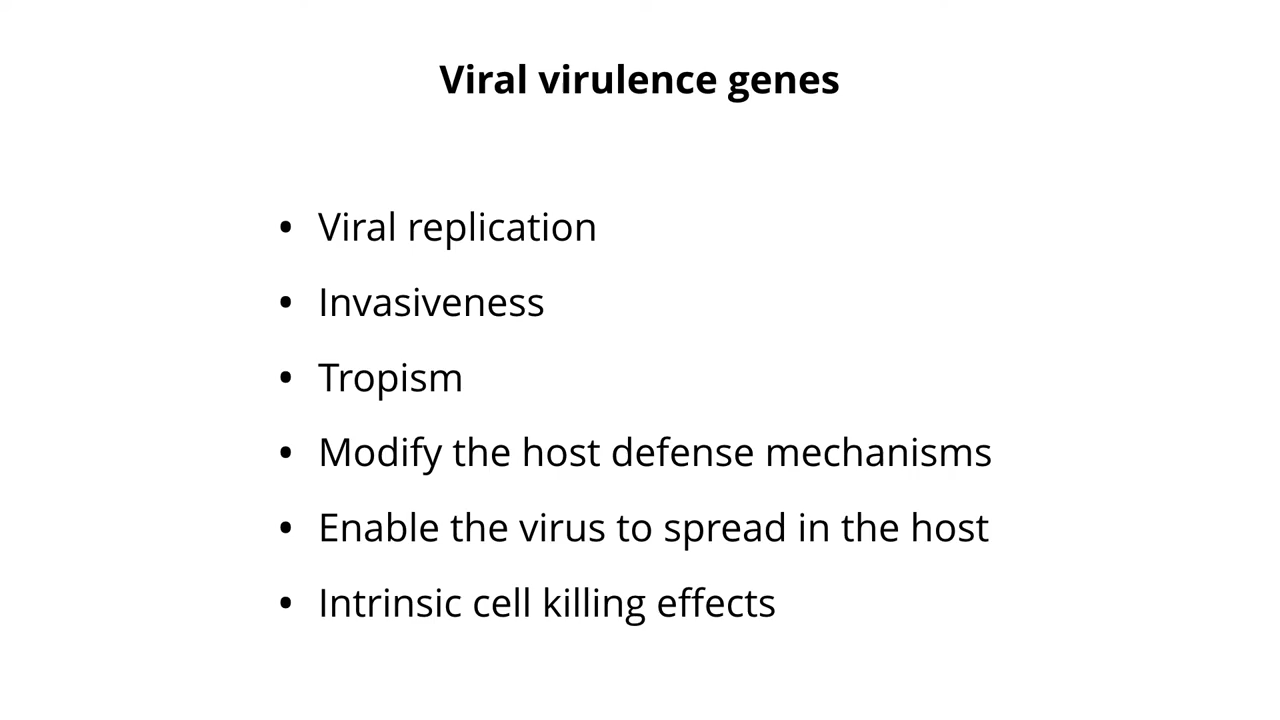 Viral virulence genes
• Viral replication
• Invasiveness
• Tropism
• Modify the host defense mechanisms
• Enable the virus to spread in the host
• Intrinsic cell killing effects